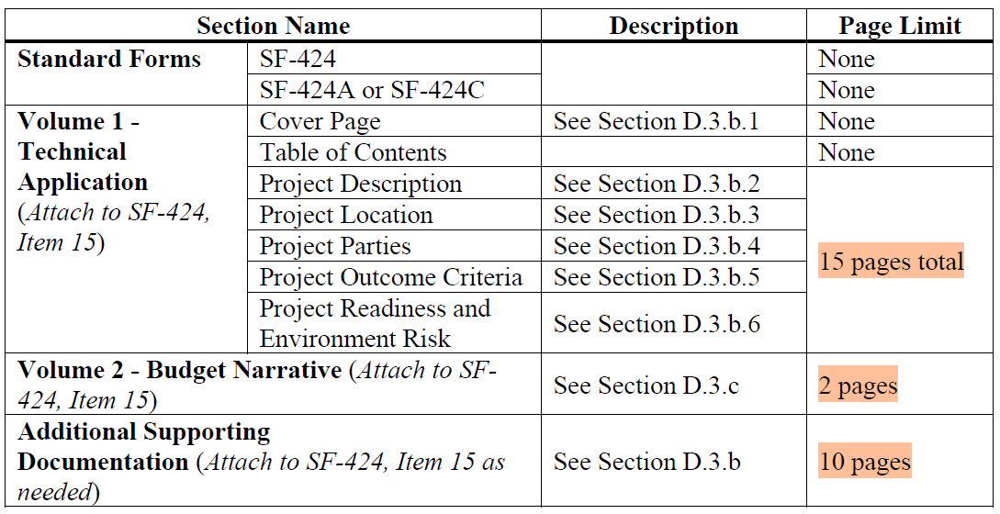 Section Name Description Page Limit
Standard Forms SF-424 None
SF-424A or SF-424C None
Volume 1 - Cover Page See Section D.3.b.1 None
Technical Table of Contents None
Application Project Description See Section D.3.b.2
(Attach to SF-424, Project Location See Section D.3.b.3
Item 15) Project Parties See Section D.3.b.4
15 pages total
Project Outcome Criteria See Section D.3.b.5
Project Readiness and
Environment Risk See Section D.3.b.6
Volume 2 - Budget Narrative (Attach to SF-
424, Item 15) See Section D.3.c 2 pages
Additional Supporting
Documentation (Attach to SF-424, Item 15 as
needed) See Section D.3.b 10 pages